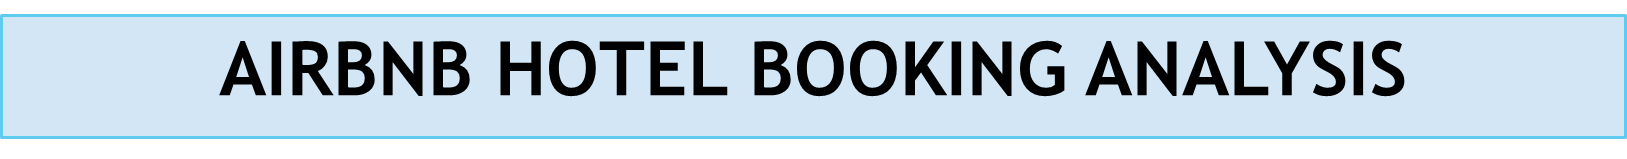 AIRBNB HOTEL BOOKING ANALYSIS